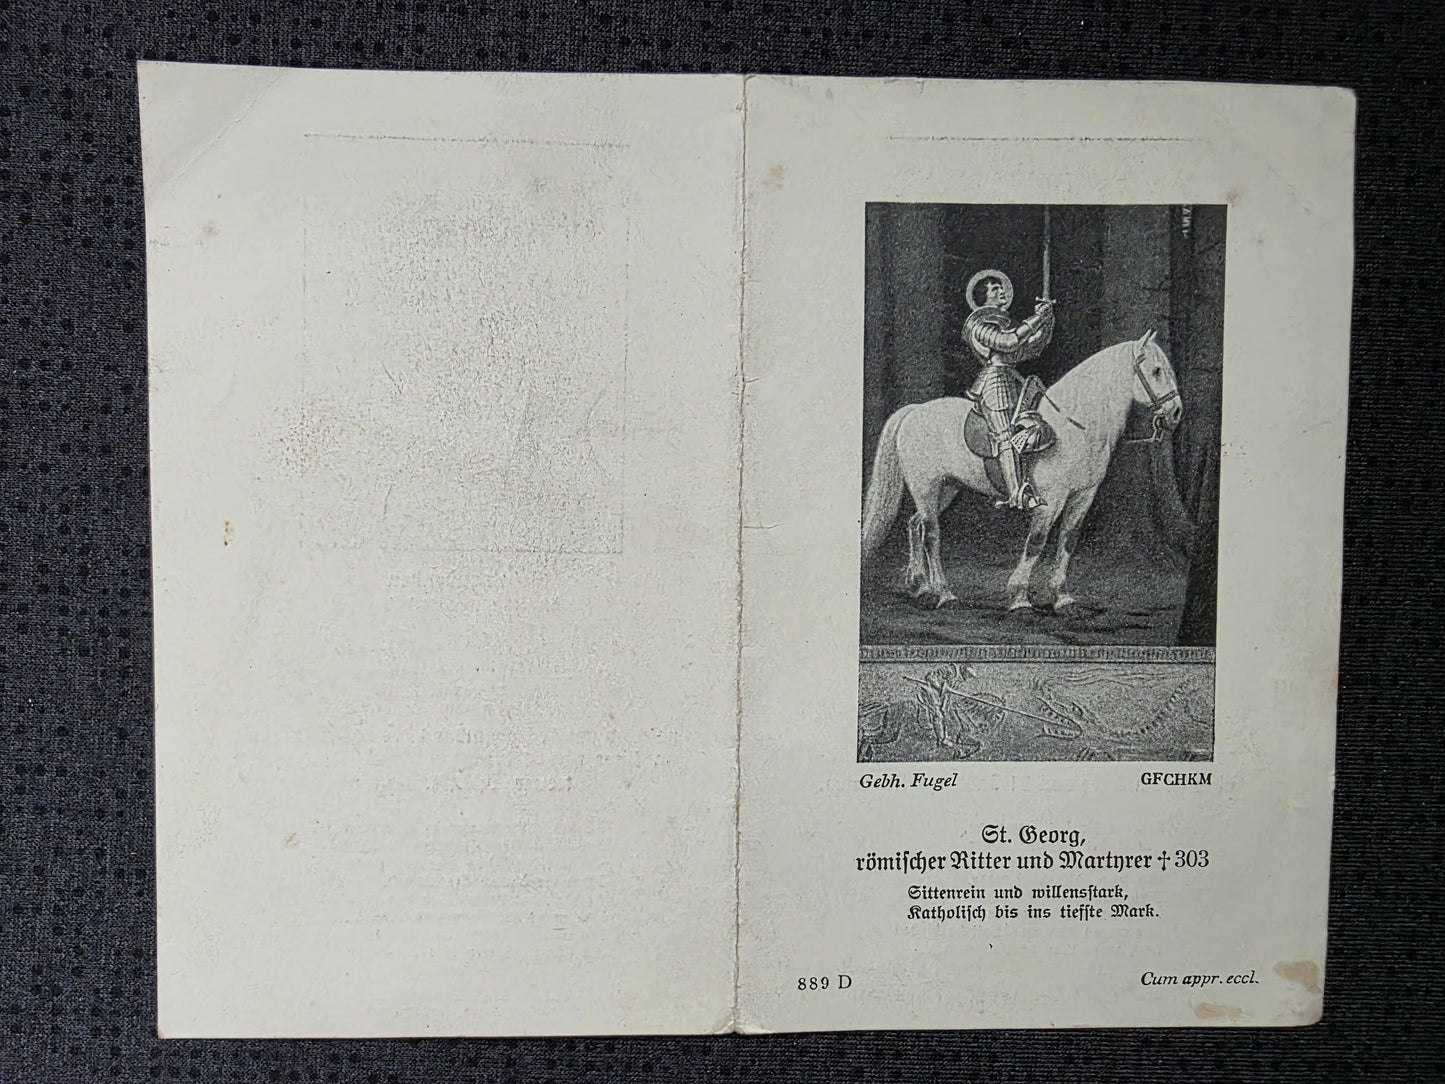 Gebh. Fugel GFCHKM
St. Georg,
römischer Ritter und Martyrer † 303
Sittenrein und willensstark,
Katholisch bis ins tiefste Mark.
889 D Cum appr. eccl.